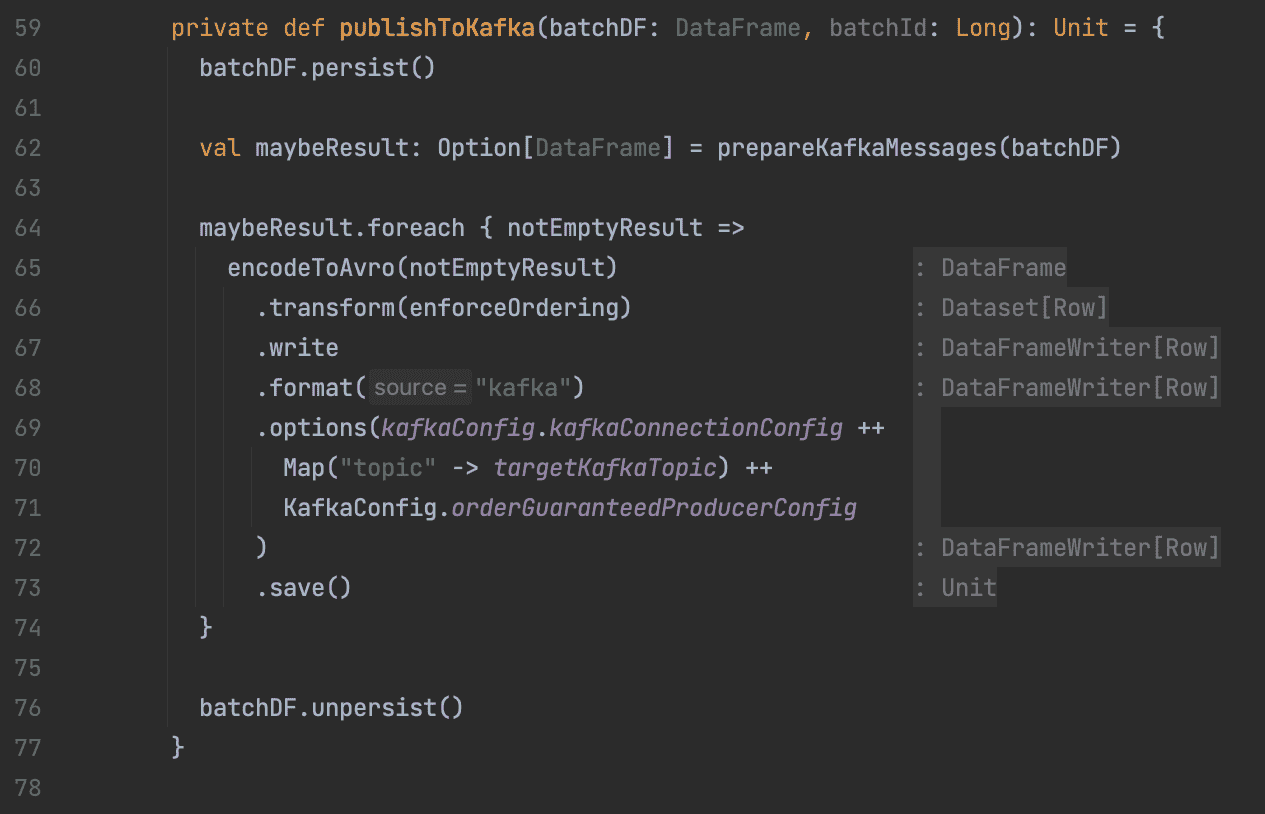 59 private def publishToKafka(batchDF: DataFrame, batchId: Long): Unit = {
60 batchDF.persist()
61
62 val maybeResult: Option[DataFrame] = prepareKafkaMessages(batchDF)
63
64 maybeResult.foreach { notEmptyResult =>
65 encodeToAvro(notEmptyResult) : DataFrame
66 .transform(enforceOrdering) : Dataset[Row]
67 .write : DataFrameWriter[Row]
68 .format( source = "kafka") : DataFrameWriter[Row]
69 .options(kafkaConfig.kafkaConnectionConfig ++
70 Map("topic" -> targetKafkaTopic) ++
71 KafkaConfig.orderGuaranteedProducerConfig
72 ) : DataFrameWriter[Row]
73 .save() : Unit
74 }
75
76 batchDF.unpersist()
77 }
78